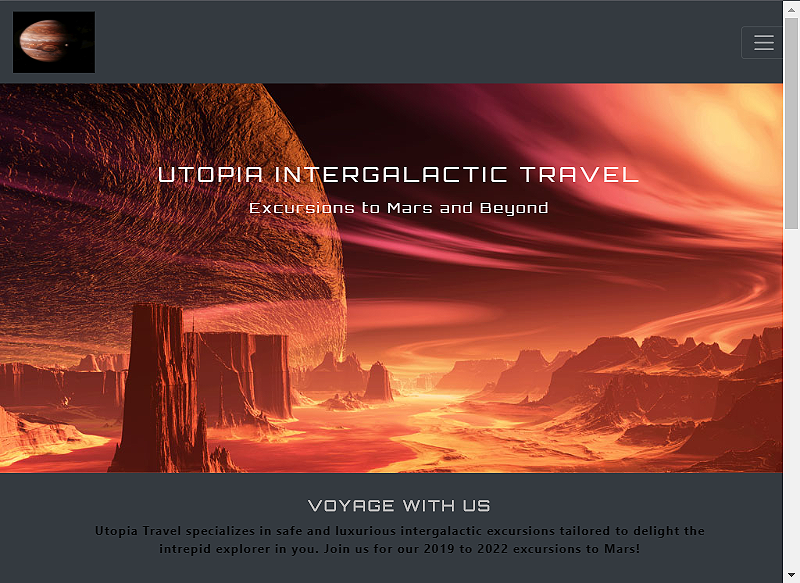 UTOPIA INTERGALACTIC TRAVEL
Excursions to Mars and Beyond
VOYAGE WITH US
Utopia Travel specializes in safe and luxurious intergalactic excursions tailored to delight the
intrepid explorer in you. Join us for our 2019 to 2022 excursions to Mars!